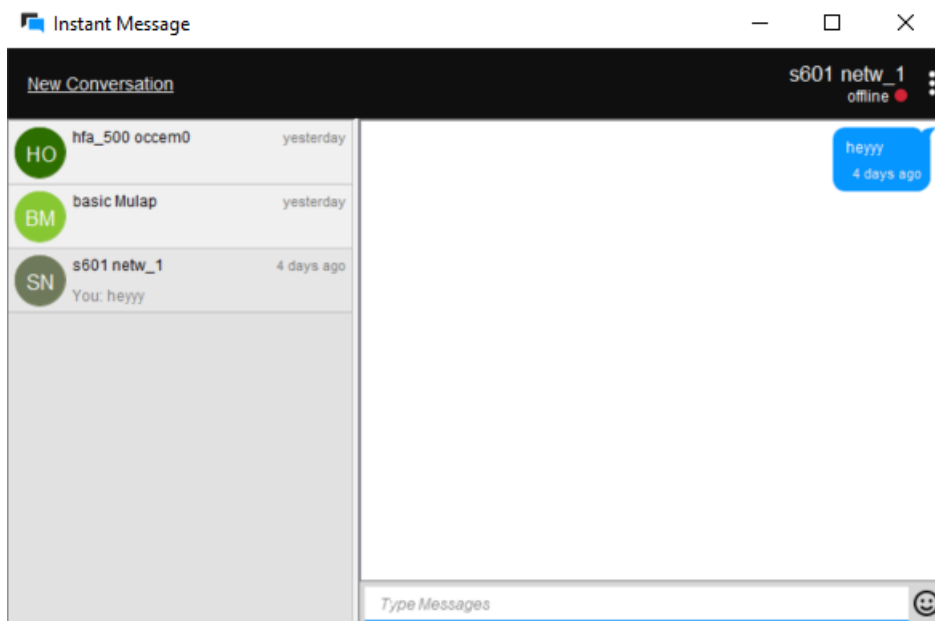 Instant Message
New Conversation
s601 netw_1
offline
HO
hfa_500 occem0
yesterday
BM
basic Mulap
yesterday
SN
s601 netw_1
4 days ago
You: heyyy
heyyy
4 days ago
Type Messages